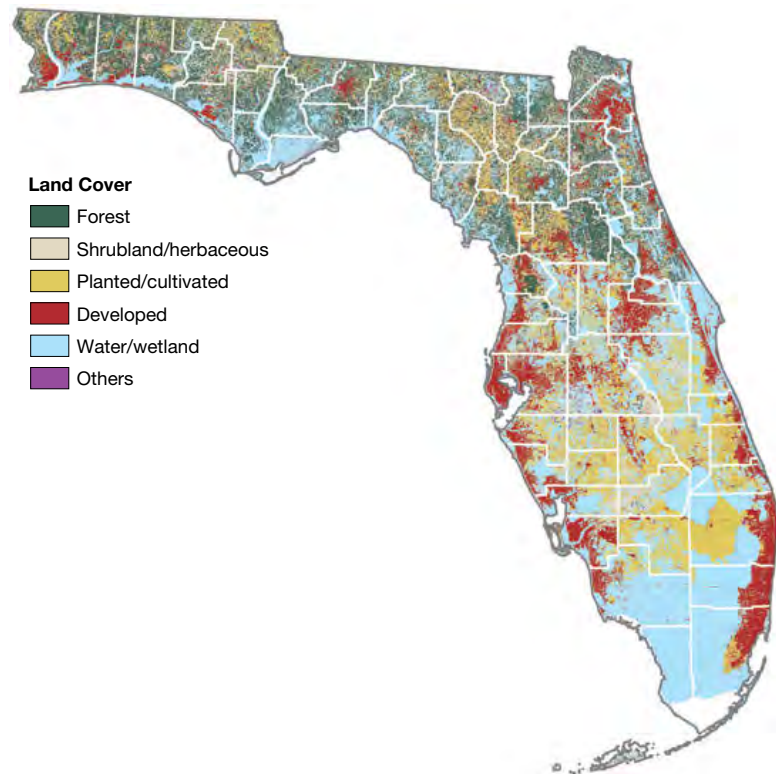 Land Cover
Forest
Shrubland/herbaceous
Planted/cultivated
Developed
Water/wetland
Others